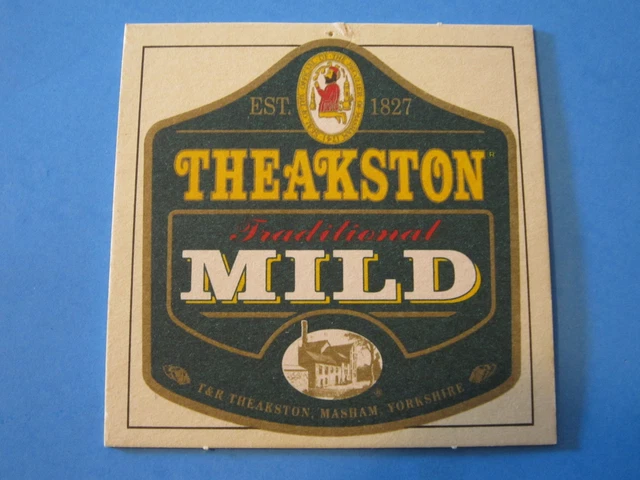 EST. 1827
THEAKSTON
Traditional
MILD
T&R THEAKSTON, MASHAM, YORKSHIRE